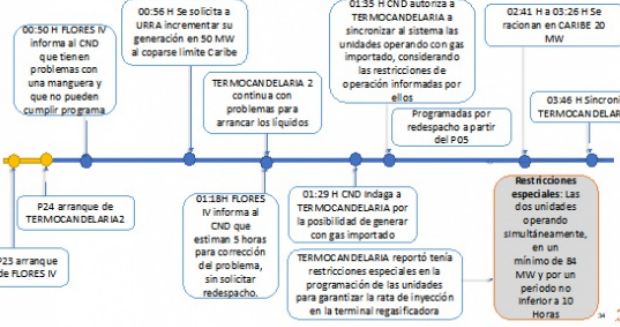 00:50 H FLORES IV
informa al CND
que tienen
problemas con
una manguera y
que no pueden
cumplir programa
00:56 H Se solicita a
URRA incrementar su
generación en 50 MW
al coparse limite Caribe
TERMOCANDELARIA 2
continua con
problemas para
arrancar los líquidos
01:35 H CND autoriza a
TERMOCANDELARIA a
sincronizar al sistema las
unidades operando con gas
importado, considerando
las restricciones de
operación informadas por
ellos
Programadas por
redespacho a partir
del P05
02:41 H a 03:26 H Se
racionan en CARIBE 20
MW
03:46 H Sincroni
TERMOCANDELAR
P24 arranque de
TERMOCANDELARIA2
P23 arranque
de FLORES IV
01:18H FLORES
IV informa al
CND que
estiman 5 horas
para corrección
del problema,
sin solicitar
redespacho.
01:29 H CND Indaga a
TERMOCANDELARIA por
la posibilidad de generar
con gas importado
TERMOCANDELARIA reportó tenía
restricciones especiales en la
programación de las unidades
para garantizar la rata de inyección
en la terminal regasificadora
Restricciones
especiales: Las
dos unidades
operando
simultáneamente,
en un
mínimo de 84
MW y por un
periodo no
Inferior a 10
Horas
34